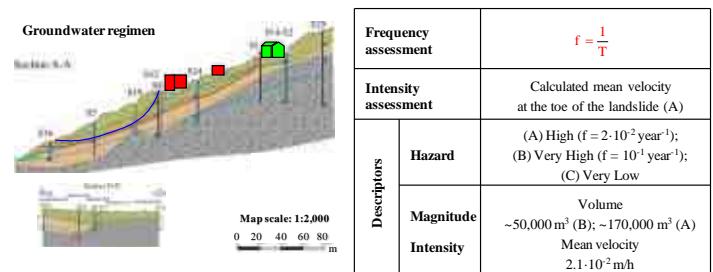 Groundwater regimen
Map scale: 1:2,000
0 20 40 60 80
m
Frequency
assessment
f = 1/T
Intensity
assessment
Calculated mean velocity
at the toe of the landslide (A)
Descriptors
Hazard
(A) High (f = 2·10⁻² year⁻¹);
(B) Very High (f = 10⁻¹ year⁻¹);
(C) Very Low
Magnitude
Intensity
Volume
~50,000 m³ (B); ~170,000 m³ (A)
Mean velocity
2.1·10⁻² m/h